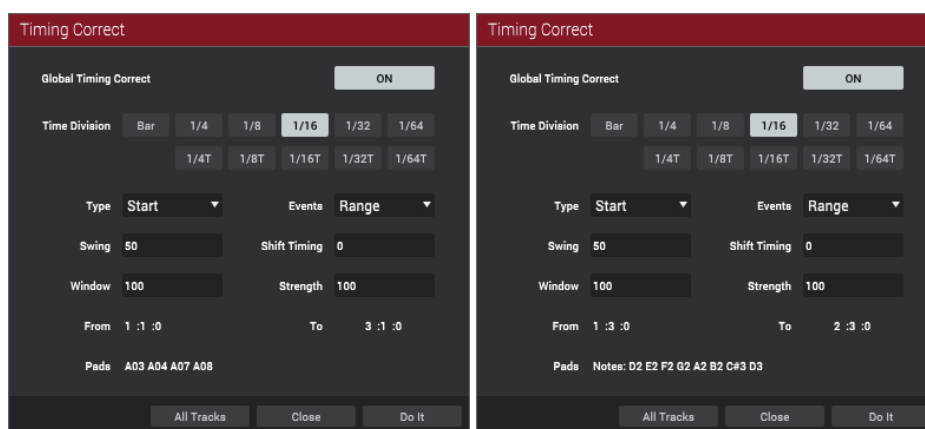 Timing Correct
Global Timing Correct ON
Time Division Bar 1/4 1/8 1/16 1/32 1/64
1/4T 1/8T 1/16T 1/32T 1/64T
Type Start Events Range
Swing 50 Shift Timing 0
Window 100 Strength 100
From 1 :1 :0 To 3 :1 :0
Pads A03 A04 A07 A08
All Tracks Close Do It
Timing Correct
Global Timing Correct ON
Time Division Bar 1/4 1/8 1/16 1/32 1/64
1/4T 1/8T 1/16T 1/32T 1/64T
Type Start Events Range
Swing 50 Shift Timing 0
Window 100 Strength 100
From 1 :3 :0 To 2 :3 :0
Pads Notes: D2 E2 F2 G2 A2 B2 C#3 D3
All Tracks Close Do It